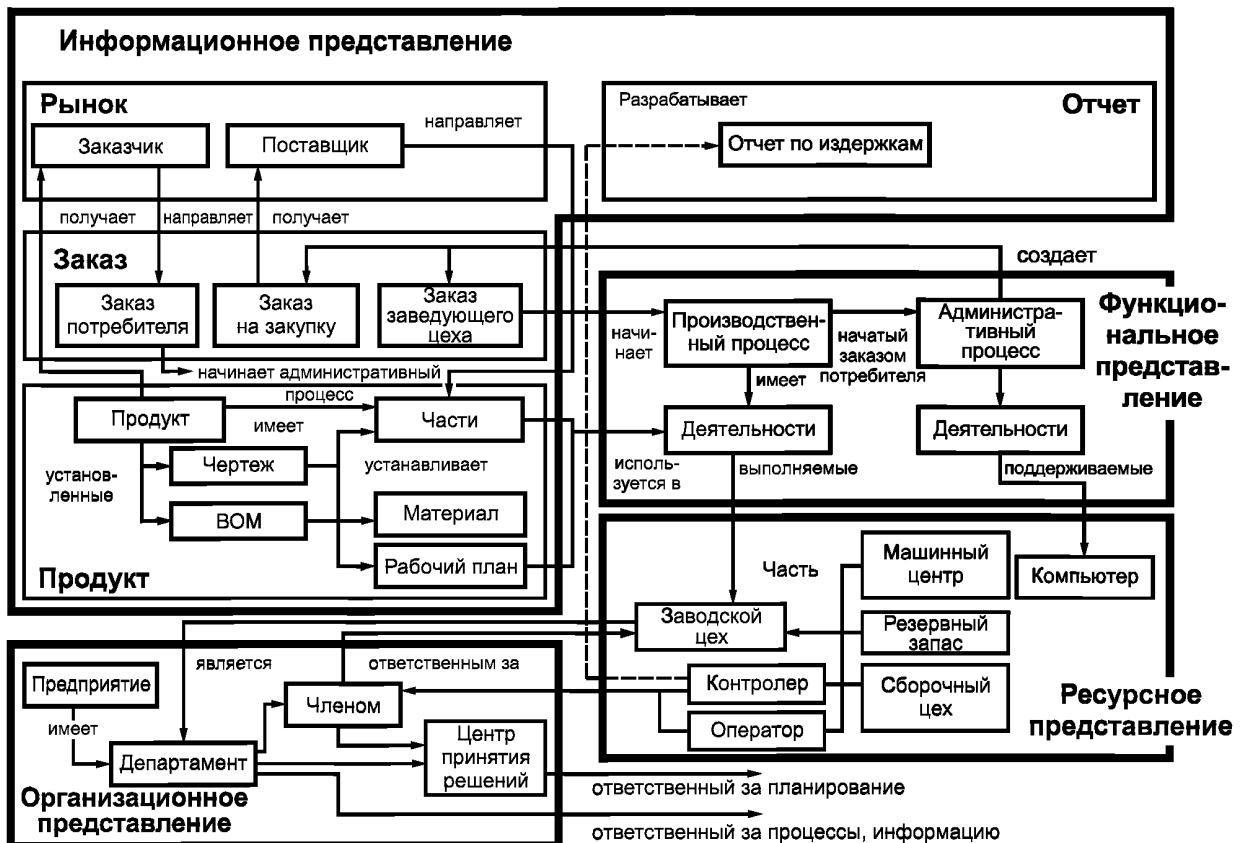 Информационное представление
Рынок
Заказчик
Поставщик
направляет
Разрабатывает
Отчет
Отчет по издержкам
получает
направляет
получает
Заказ
Заказ
потребителя
Заказ
на закупку
Заказ
заведующего
цеха
начинает административный
процесс
создает
Функцио-
нальное
представ-
ление
начи-
нает
Производствен-
ный процесс
начатый
заказом
потребителя
Администра-
тивный
процесс
имеет
Деятельности
Деятельности
исполь-
зуется в
выполняемые
поддерживаемые
Продукт
имеет
Части
установ-
ленные
Чертеж
устанавливает
BOM
Материал
Рабочий план
Продукт
Часть
Машинный
центр
Компьютер
Заводской
цех
Резервный
запас
Контролер
Сборочный
цех
Оператор
Ресурсное
представление
является
ответственным за
Предприятие
имеет
Членом
Департамент
Центр
принятия
решений
Организационное
представление
ответственный за планирование
ответственный за процессы, информацию